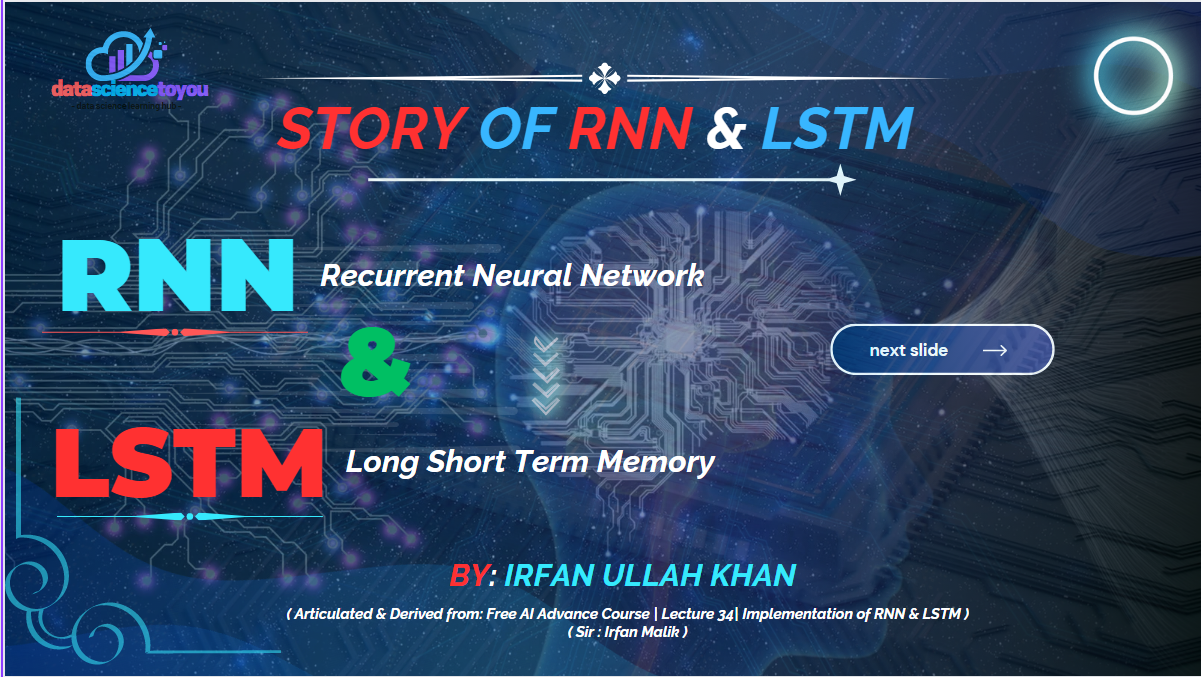 datasciencetoyou
- data science learning hub -
STORY OF RNN & LSTM
RNN
Recurrent Neural Network
&
next slide
LSTM
Long Short Term Memory
BY: IRFAN ULLAH KHAN
( Articulated & Derived from: Free AI Advance Course | Lecture 34| Implementation of RNN & LSTM )
( Sir : Irfan Malik )